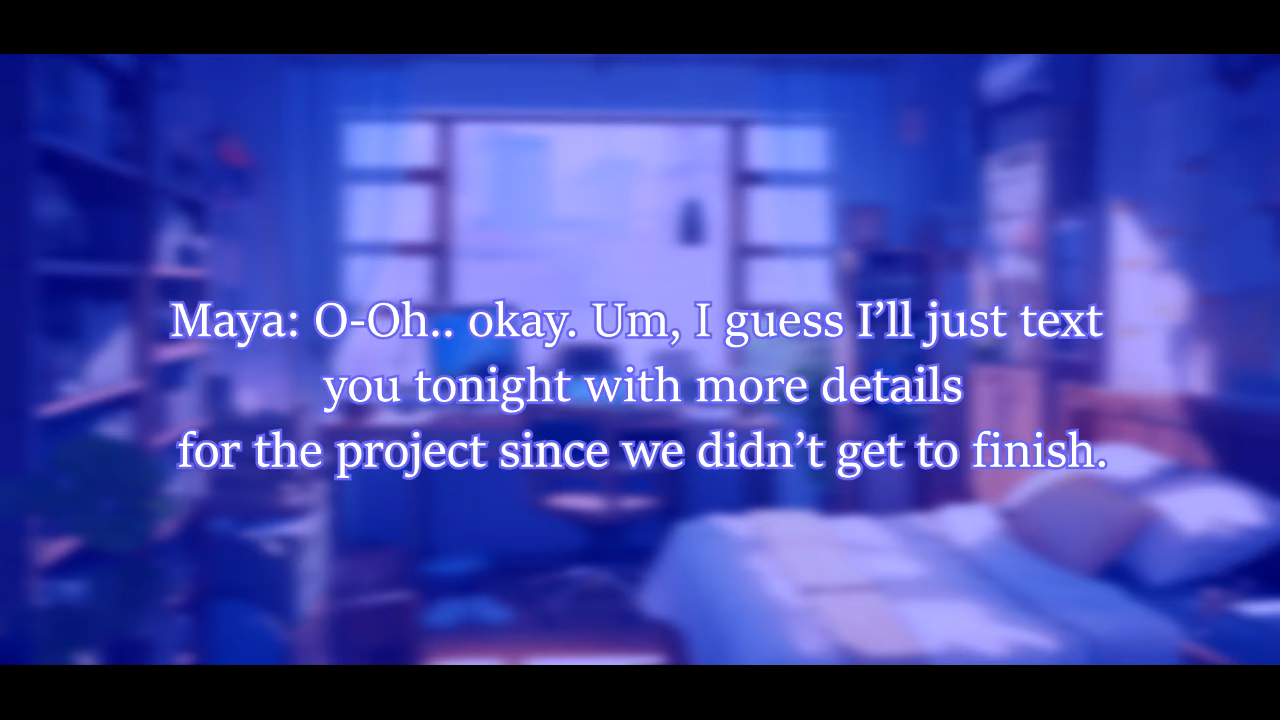 Maya: O-Oh.. okay. Um, I guess I’ll just text
you tonight with more details
for the project since we didn’t get to finish.